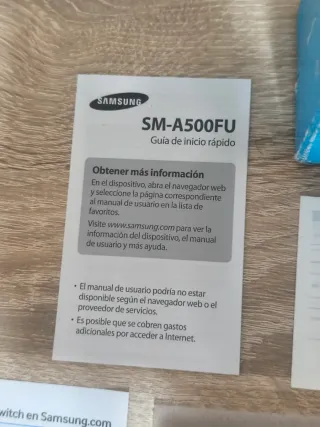 SAMSUNG
SM-A500FU
Guía de inicio rápido
Obtener más información
En el dispositivo, abra el navegador web
y seleccione la página correspondiente
al manual de usuario en la lista de
favoritos.
Visite www.samsung.com para ver la
información del dispositivo, el manual
de usuario y más ayuda.
• El manual de usuario podría no estar
disponible según el navegador web o el
proveedor de servicios.
• Es posible que se cobren gastos
adicionales por acceder a Internet.
witch en Samsung.com